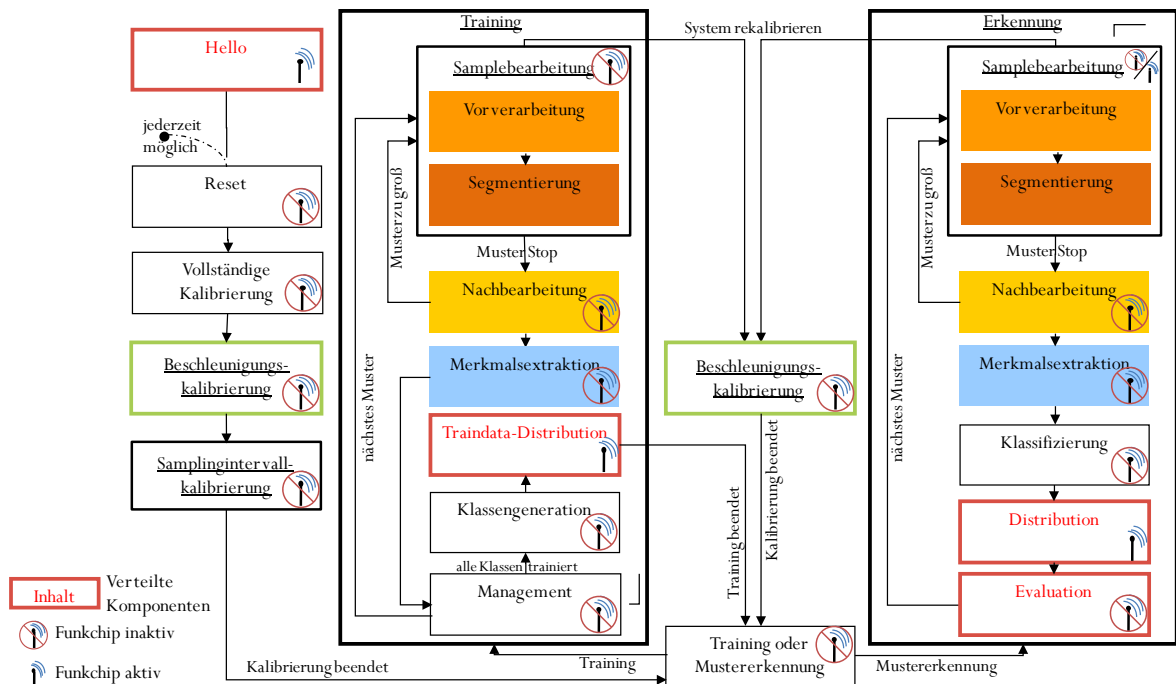 Hello
jederzeit
möglich
Reset
Vollständige
Kalibrierung
Beschleunigungs-
kalibrierung
Samplingintervall-
kalibrierung
Inhalt
Verteilte
Komponenten
Funkchip inaktiv
Funkchip aktiv
Kalibrierung beendet
Training
Samplebearbeitung
Vorverarbeitung
Segmentierung
Muster zu groß
Muster Stop
Nachbearbeitung
Merkmalsextraktion
nächstes Muster
Traindata-Distribution
Klassengeneration
alle Klassen trainiert
Management
Training
System rekalibrieren
Beschleunigungs-
kalibrierung
Training beendet
Kalibrierung beendet
Training oder
Mustererkennung
Mustererkennung
Erkennung
Samplebearbeitung
Vorverarbeitung
Segmentierung
Muster zu groß
Muster Stop
Nachbearbeitung
Merkmalsextraktion
nächstes Muster
Klassifizierung
Distribution
Evaluation